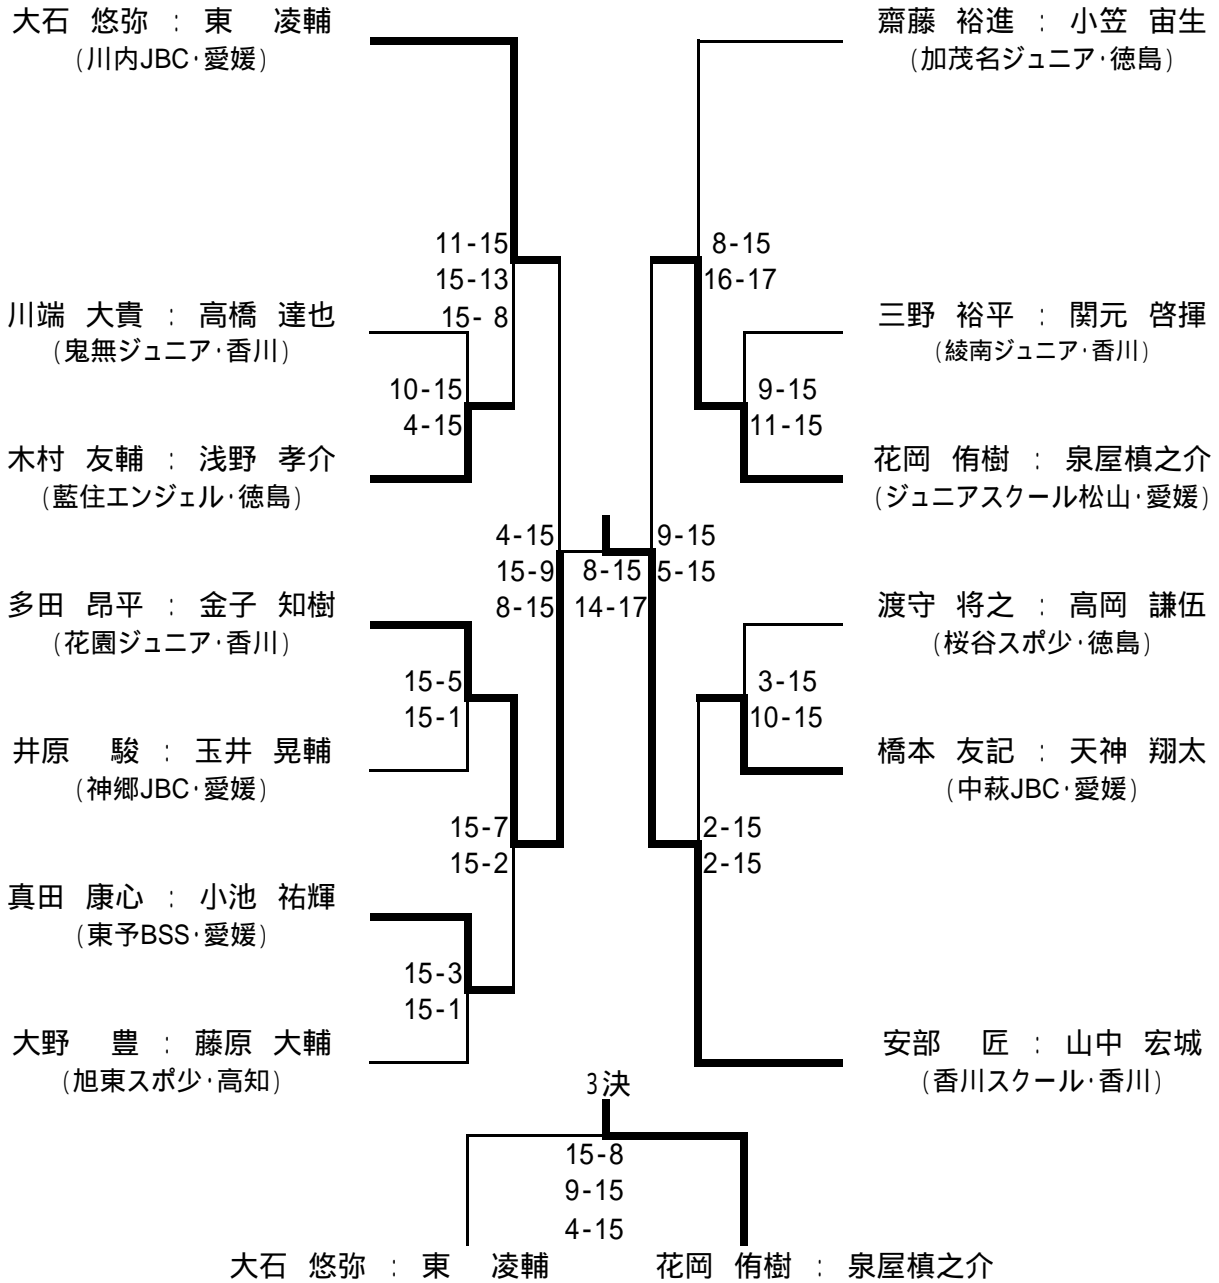 大石 悠弥 : 東 凌輔
(川内JBC·愛媛)
11-15
15-13
15- 8
川端 大貴 : 高橋 達也
(鬼無ジュニア·香川)
10-15
4-15
木村 友輔 : 浅野 孝介
(藍住エンジェル·徳島)
4-15
15-9
8-15
多田 昂平 : 金子 知樹
(花園ジュニア·香川)
15-5
15-1
井原 駿 : 玉井 晃輔
(神郷JBC·愛媛)
15-7
15-2
真田 康心 : 小池 祐輝
(東予BSS·愛媛)
15-3
15-1
大野 豊 : 藤原 大輔
(旭東スポ少·高知)
8-15
14-17
齋藤 裕進 : 小笠 宙生
(加茂名ジュニア·徳島)
8-15
16-17
三野 裕平 : 関元 啓揮
(綾南ジュニア·香川)
9-15
11-15
花岡 侑樹 : 泉屋槙之介
(ジュニアスクール松山·愛媛)
9-15
5-15
渡守 将之 : 高岡 謙伍
(桜谷スポ少·徳島)
3-15
10-15
橋本 友記 : 天神 翔太
(中萩JBC·愛媛)
2-15
2-15
安部 匠 : 山中 宏城
(香川スクール·香川)
3決
15-8
9-15
4-15
大石 悠弥 : 東 凌輔
花岡 侑樹 : 泉屋槙之介